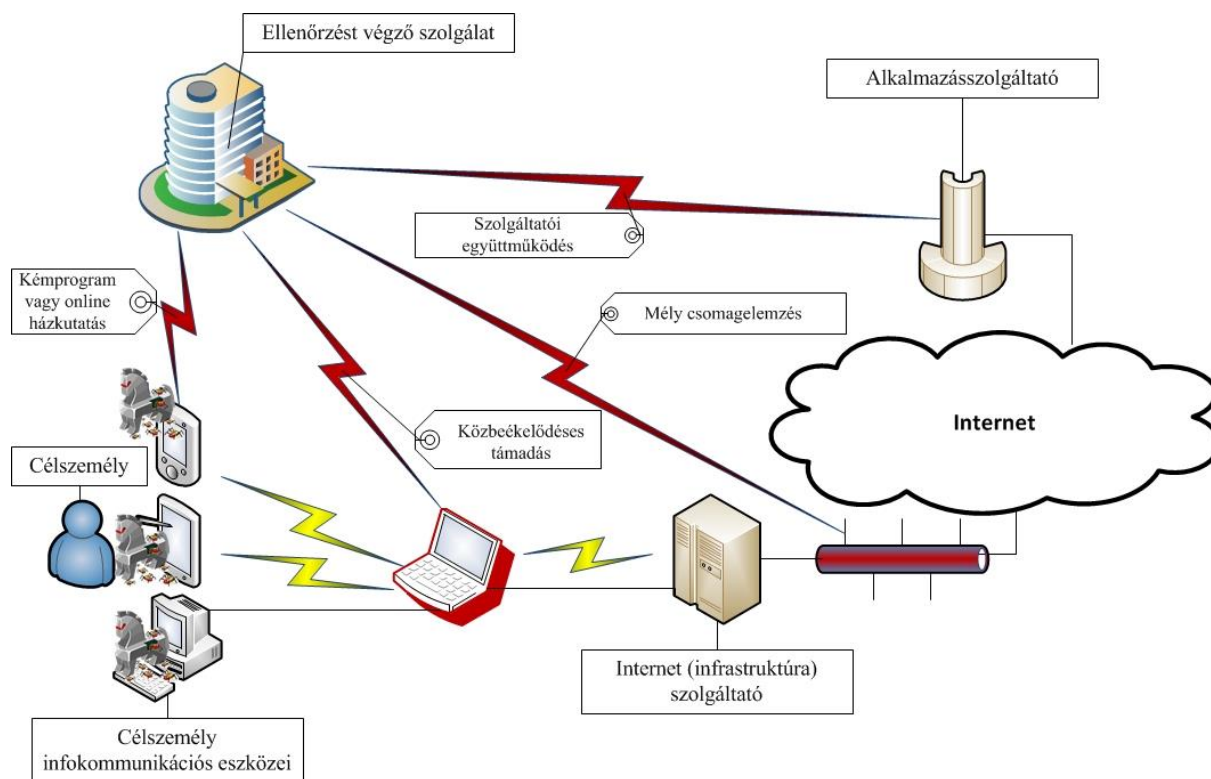 Ellenőrzést végző szolgálat
Alkalmazásszolgáltató
Szolgáltatói
együttműködés
Kémprogram
vagy online
házkutatás
Mély csomagelemzés
Internet
Közbeékelődéses
támadás
Célszemély
Internet (infrastruktúra)
szolgáltató
Célszemély
infokommunikációs eszközei